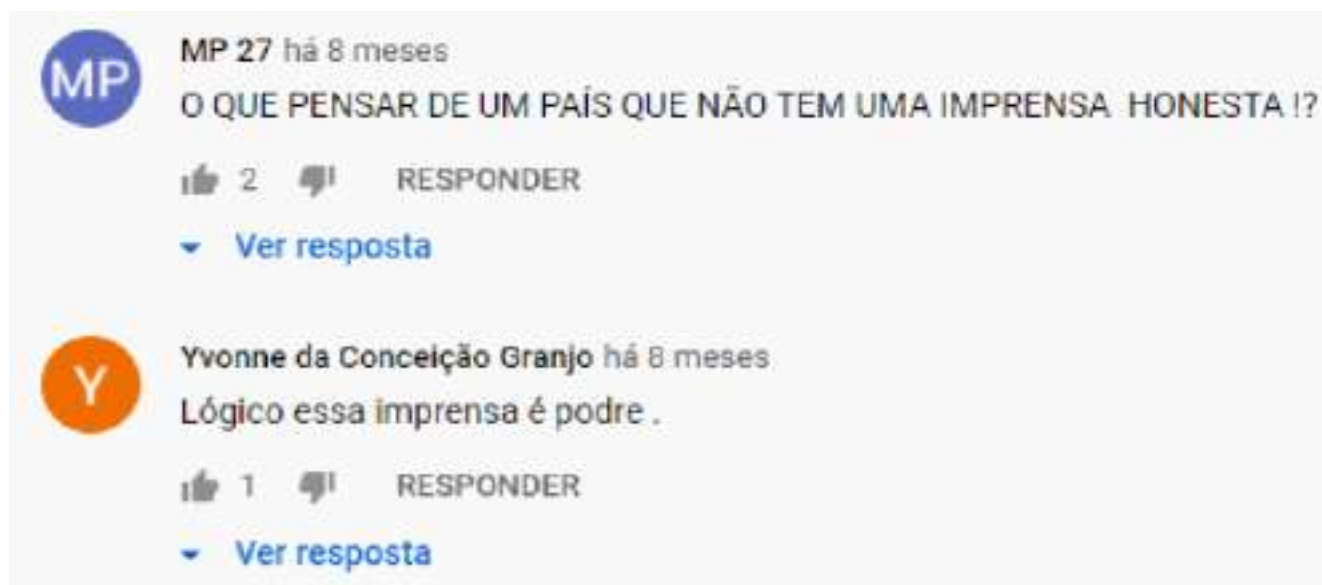 MP
MP 27 há 8 meses
O QUE PENSAR DE UM PAÍS QUE NÃO TEM UMA IMPRENSA HONESTA !?
2 RESPONDER
Ver resposta
Y
Yvonne da Conceição Granjo há 8 meses
Lógico essa imprensa é podre .
1 RESPONDER
Ver resposta